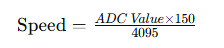 Speed = ADC Value×150 / 4095